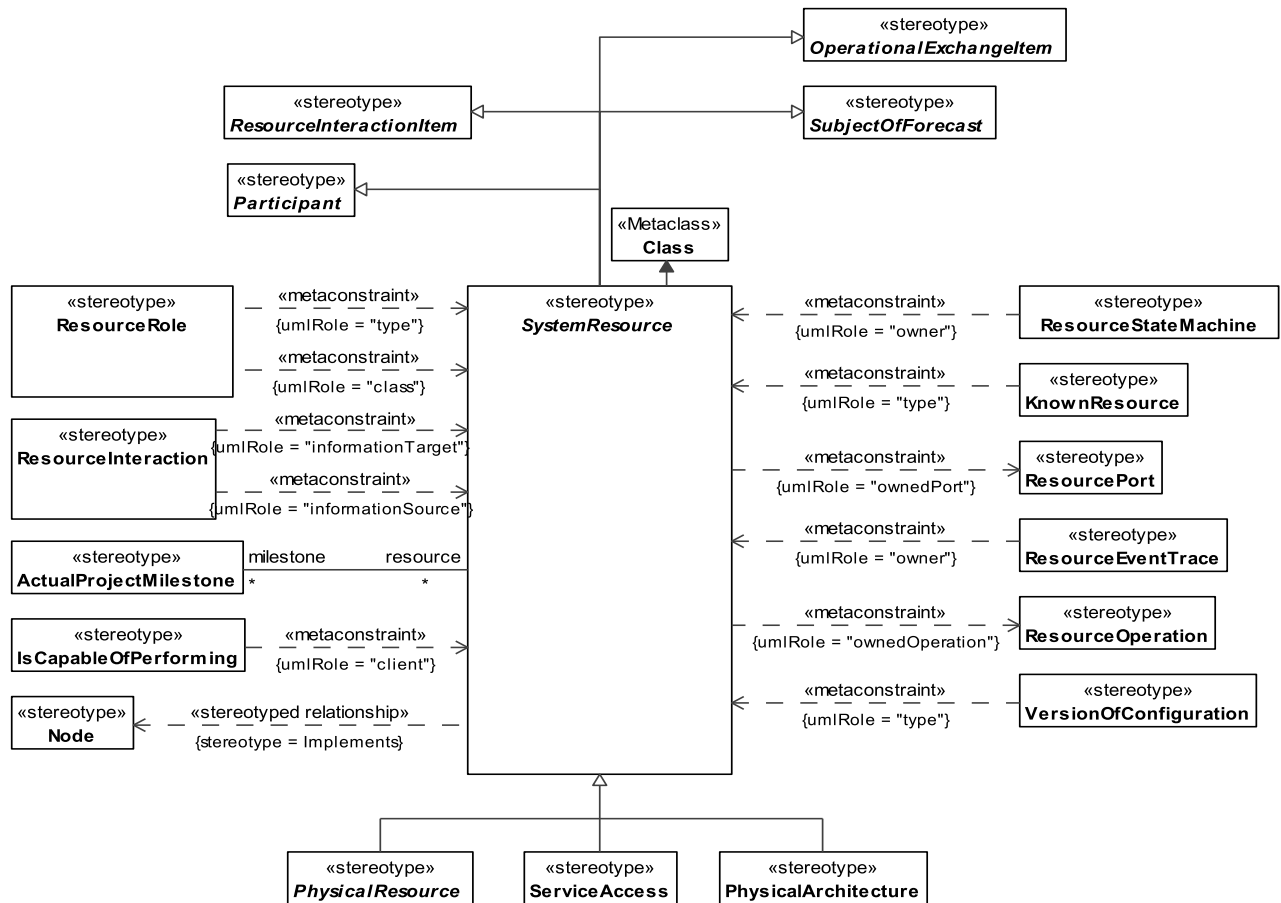 «stereotype»
OperationalExchangeItem
«stereotype»
ResourceInteractionItem
«stereotype»
SubjectOfForecast
«stereotype»
Participant
«Metaclass»
Class
«stereotype»
ResourceRole
«metaconstraint»
{umlRole = "type"}
«metaconstraint»
{umlRole = "class"}
«stereotype»
ResourceInteraction
«metaconstraint»
{umlRole = "informationTarget"}
«metaconstraint»
{umlRole = "informationSource"}
«stereotype»
ActualProjectMilestone
milestone
*
resource
*
«stereotype»
IsCapableOfPerforming
«metaconstraint»
{umlRole = "client"}
«stereotype»
Node
«stereotyped relationship»
{stereotype = Implements}
«stereotype»
SystemResource
«metaconstraint»
{umlRole = "owner"}
«stereotype»
ResourceStateMachine
«metaconstraint»
{umlRole = "type"}
«stereotype»
KnownResource
«metaconstraint»
{umlRole = "ownedPort"}
«stereotype»
ResourcePort
«metaconstraint»
{umlRole = "owner"}
«stereotype»
ResourceEventTrace
«metaconstraint»
{umlRole = "ownedOperation"}
«stereotype»
ResourceOperation
«metaconstraint»
{umlRole = "type"}
«stereotype»
VersionOfConfiguration
«stereotype»
PhysicalResource
«stereotype»
ServiceAccess
«stereotype»
PhysicalArchitecture